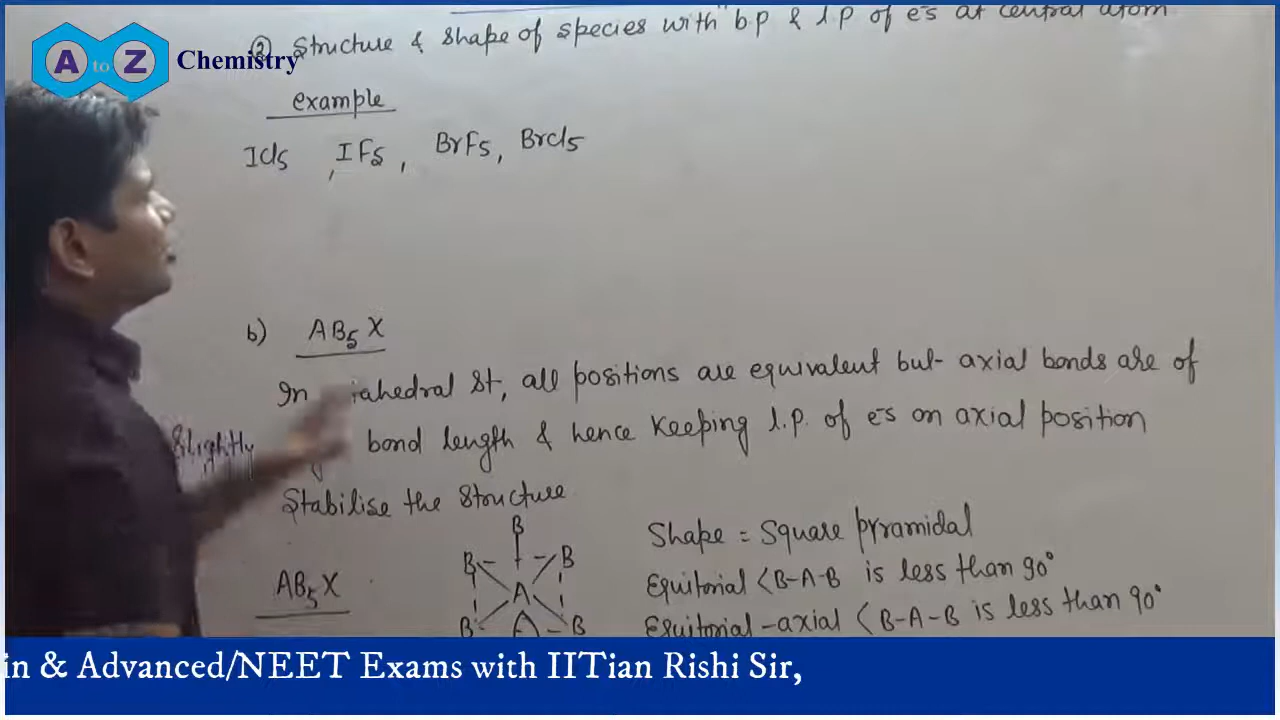 ② Structure & Shape of species with b.p & l.p of e⁻s at central atom
A to Z Chemistry
example
ICl5 , IF5 , BrF5, BrCl5
b) AB5X
In hedral St, all positions are equivalent but axial bonds are of
Slightly bond length & hence Keeping l.p. of e⁻s on axial position
Stabilise the Structure
B
B B
A
B B
AB5X
Shape = Square pyramidal
Equitorial <B-A-B is less than 90°
Equitorial-axial <B-A-B is less than 90°
in & Advanced/NEET Exams with IITian Rishi Sir,